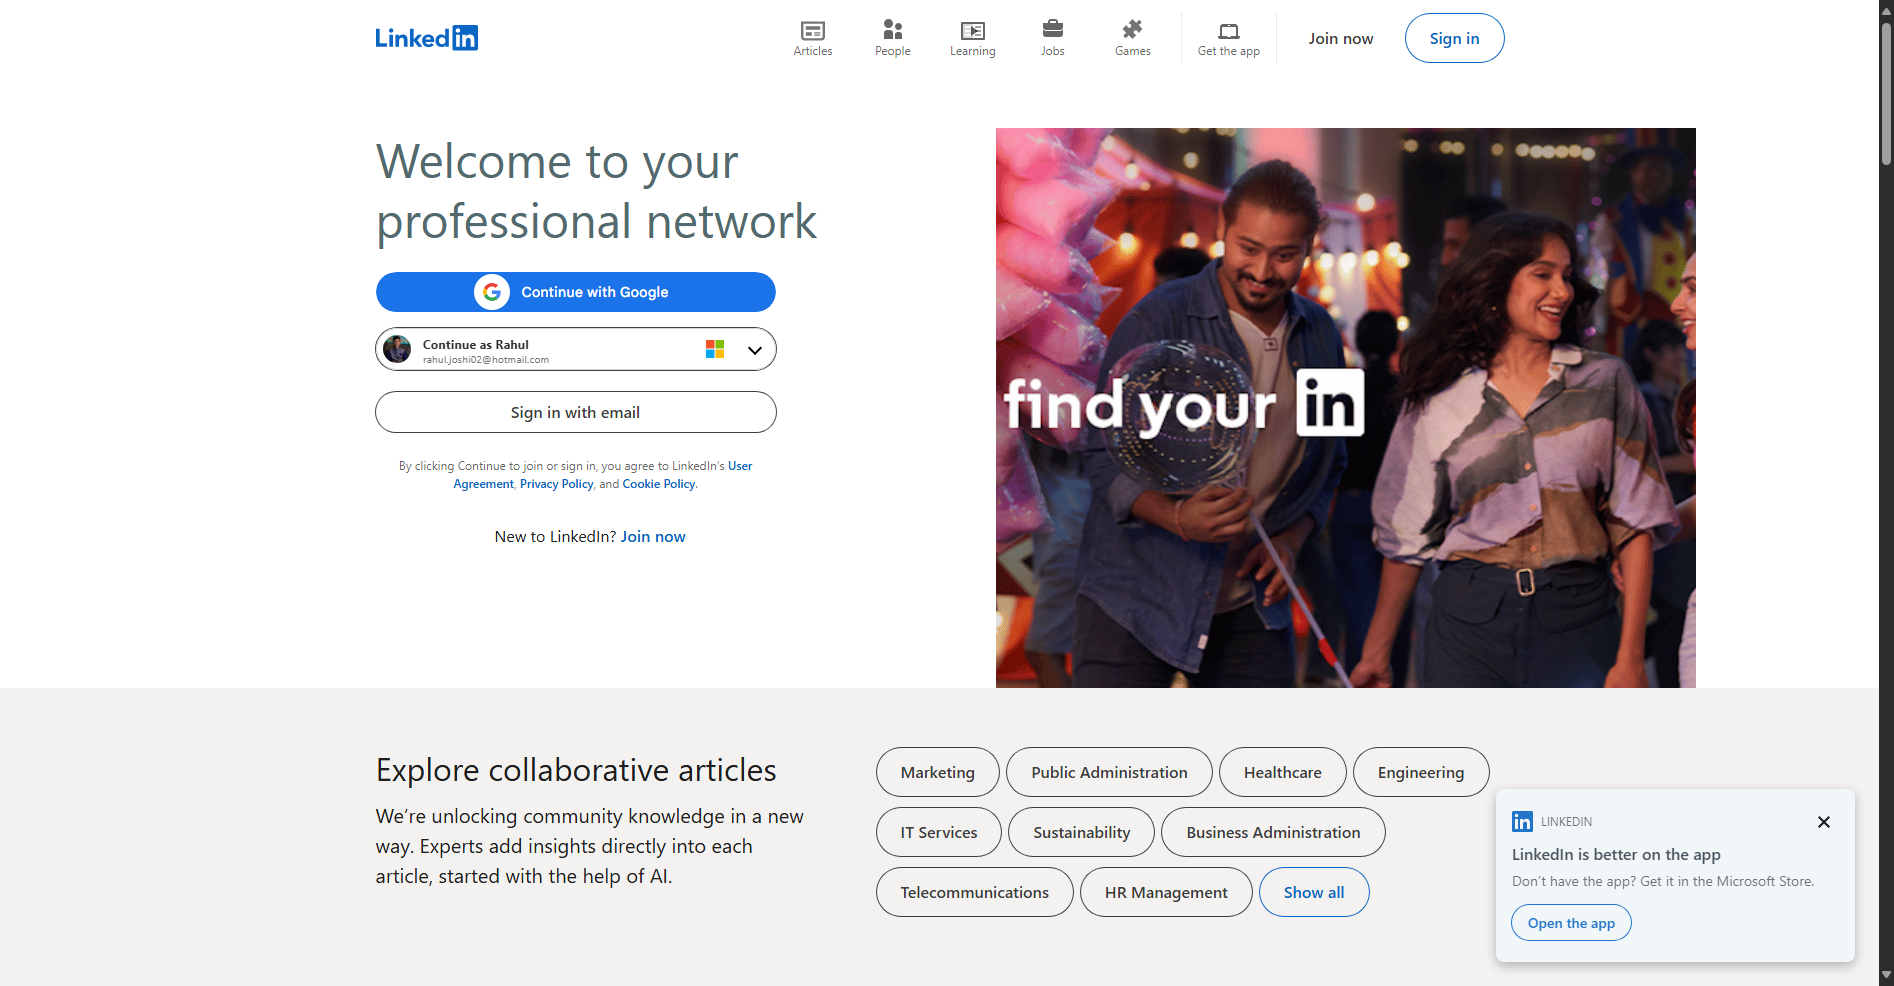 LinkedIn
Articles
People
Learning
Jobs
Games
Get the app
Join now
Sign in
Welcome to your
professional network
Continue with Google
Continue as Rahul
rahul.joshi02@hotmail.com
Sign in with email
By clicking Continue to join or sign in, you agree to LinkedIn’s User
Agreement, Privacy Policy, and Cookie Policy.
New to LinkedIn? Join now
find your in
Explore collaborative articles
We’re unlocking community knowledge in a new
way. Experts add insights directly into each
article, started with the help of AI.
Marketing
Public Administration
Healthcare
Engineering
IT Services
Sustainability
Business Administration
Telecommunications
HR Management
Show all
in LINKEDIN
LinkedIn is better on the app
Don’t have the app? Get it in the Microsoft Store.
Open the app